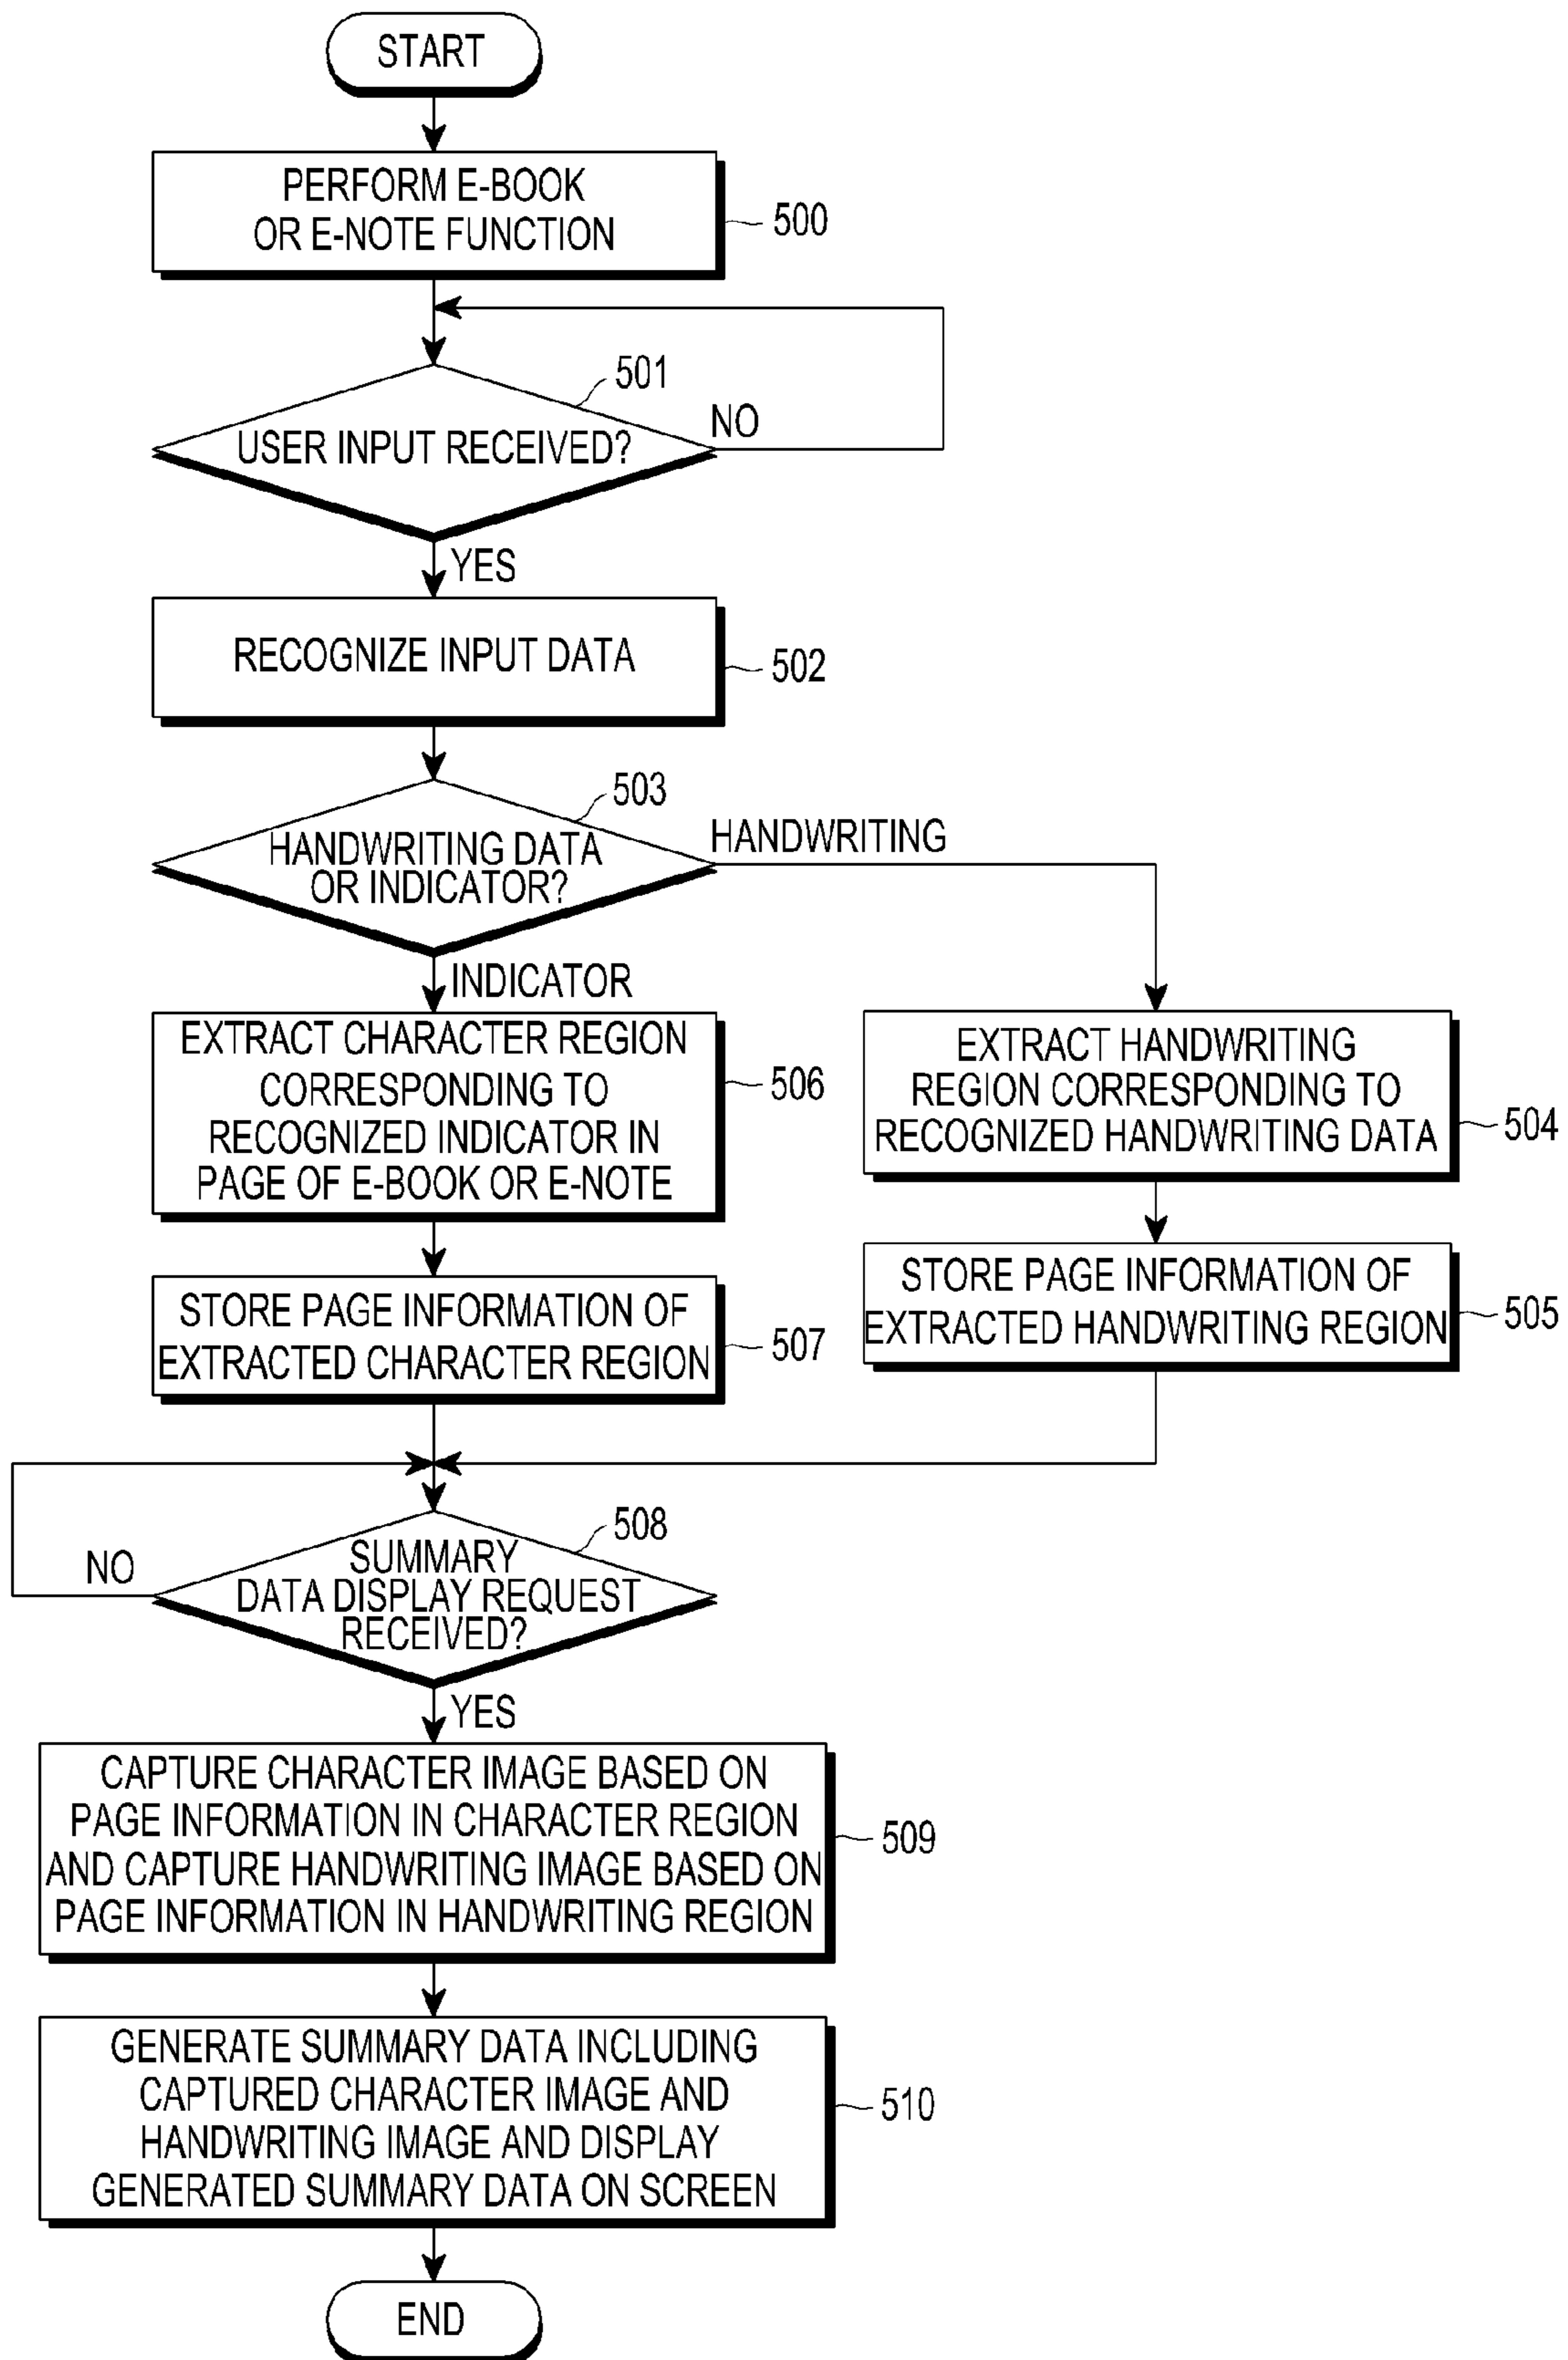 START
PERFORM E-BOOK
OR E-NOTE FUNCTION
500
501
USER INPUT RECEIVED?
NO
YES
RECOGNIZE INPUT DATA
502
503
HANDWRITING DATA
OR INDICATOR?
HANDWRITING
INDICATOR
EXTRACT CHARACTER REGION
CORRESPONDING TO
RECOGNIZED INDICATOR IN
PAGE OF E-BOOK OR E-NOTE
506
EXTRACT HANDWRITING
REGION CORRESPONDING TO
RECOGNIZED HANDWRITING DATA
504
STORE PAGE INFORMATION OF
EXTRACTED CHARACTER REGION
507
STORE PAGE INFORMATION OF
EXTRACTED HANDWRITING REGION
505
508
SUMMARY
DATA DISPLAY REQUEST
RECEIVED?
NO
YES
CAPTURE CHARACTER IMAGE BASED ON
PAGE INFORMATION IN CHARACTER REGION
AND CAPTURE HANDWRITING IMAGE BASED ON
PAGE INFORMATION IN HANDWRITING REGION
509
GENERATE SUMMARY DATA INCLUDING
CAPTURED CHARACTER IMAGE AND
HANDWRITING IMAGE AND DISPLAY
GENERATED SUMMARY DATA ON SCREEN
510
END